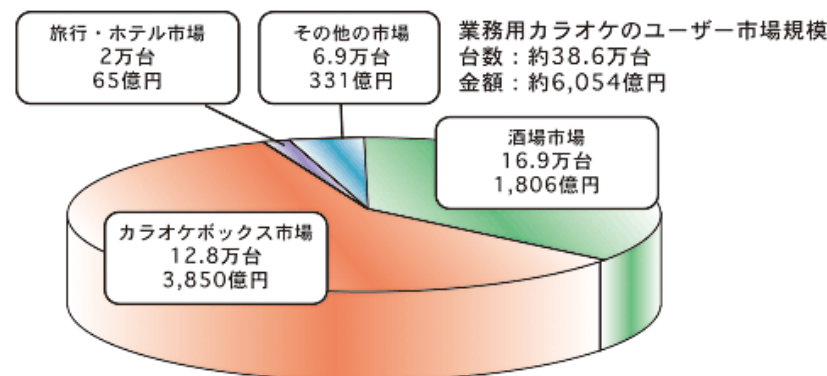 旅行・ホテル市場
2万台
65億円
その他の市場
6.9万台
331億円
業務用カラオケのユーザー市場規模
台数：約38.6万台
金額：約6,054億円
酒場市場
16.9万台
1,806億円
カラオケボックス市場
12.8万台
3,850億円